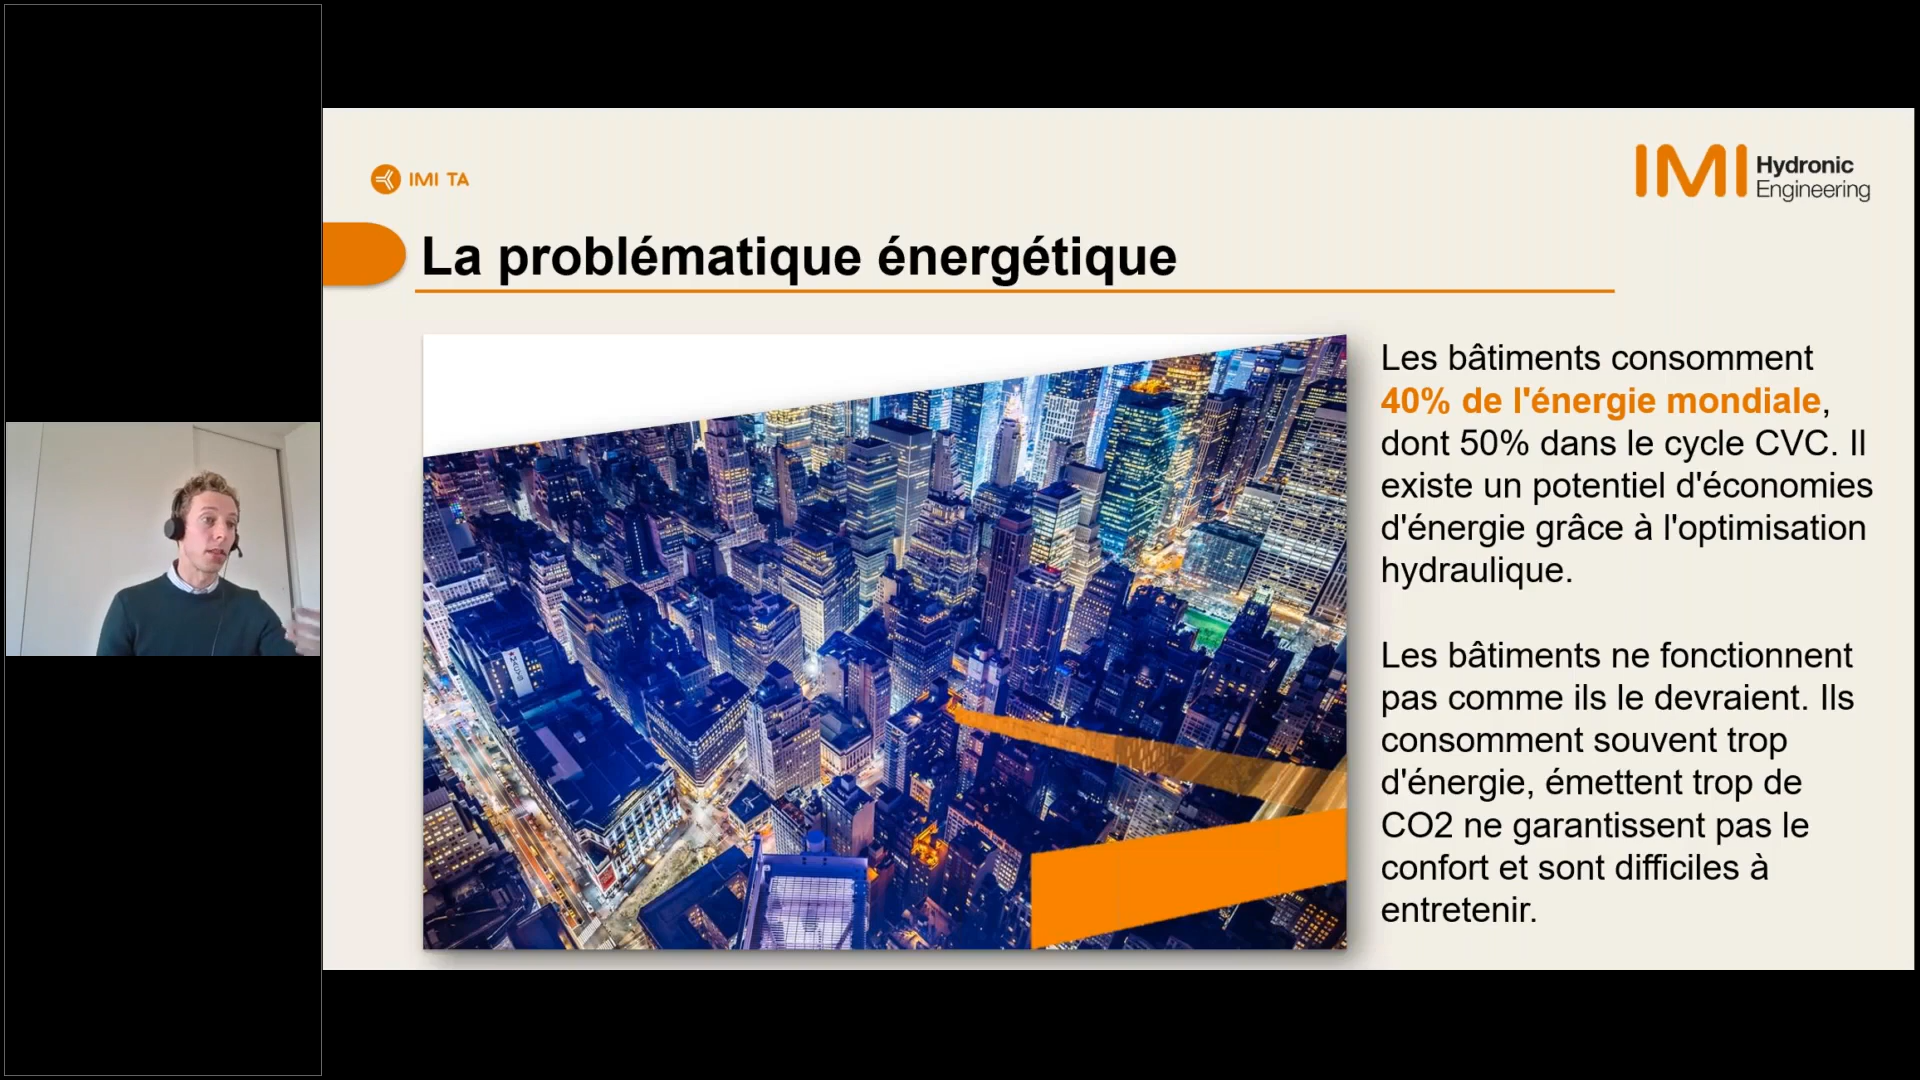 IMI TA
IMI Hydronic
Engineering
La problématique énergétique
Les bâtiments consomment
40% de l'énergie mondiale,
dont 50% dans le cycle CVC. Il
existe un potentiel d'économies
d'énergie grâce à l'optimisation
hydraulique.
Les bâtiments ne fonctionnent
pas comme ils le devraient. Ils
consomment souvent trop
d'énergie, émettent trop de
CO2 ne garantissent pas le
confort et sont difficiles à
entretenir.